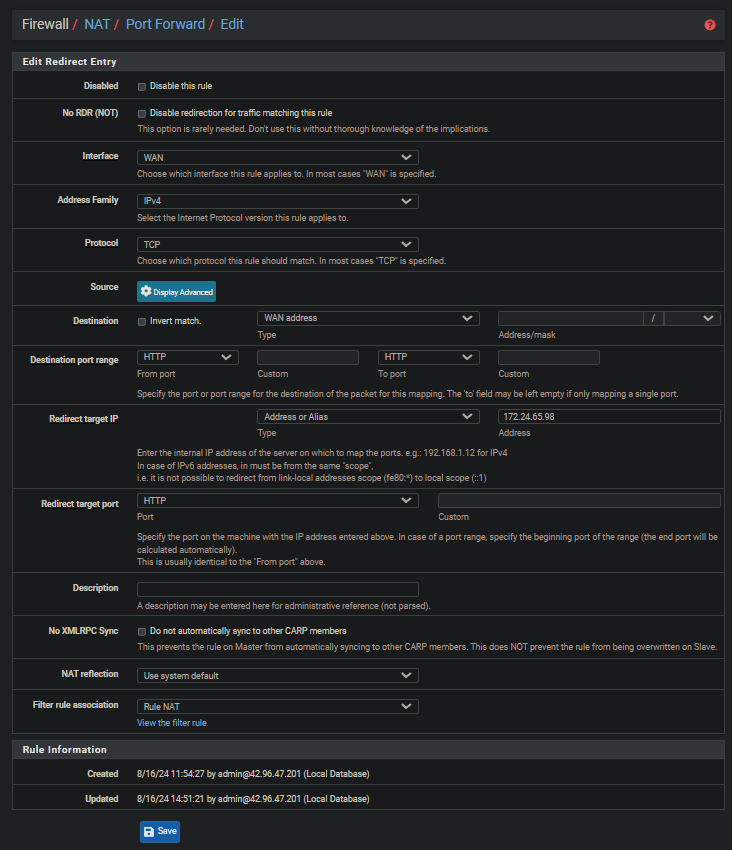 Firewall / NAT / Port Forward / Edit
Edit Redirect Entry
Disabled Disable this rule
No RDR (NOT) Disable redirection for traffic matching this rule
This option is rarely needed. Don't use this without thorough knowledge of the implications.
Interface WAN
Choose which interface this rule applies to. In most cases "WAN" is specified.
Address Family IPv4
Select the Internet Protocol version this rule applies to.
Protocol TCP
Choose which protocol this rule should match. In most cases "TCP" is specified.
Source Display Advanced
Destination Invert match. WAN address /
Type Address/mask
Destination port range HTTP HTTP
From port Custom To port Custom
Specify the port or port range for the destination of the packet for this mapping. The 'to' field may be left empty if only mapping a single port.
Redirect target IP Address or Alias 172.24.65.98
Type Address
Enter the internal IP address of the server on which to map the ports. e.g.: 192.168.1.12 for IPv4
In case of IPv6 addresses, in must be from the same "scope",
i.e. it is not possible to redirect from link-local addresses scope (fe80:*) to local scope (::1)
Redirect target port HTTP
Port Custom
Specify the port on the machine with the IP address entered above. In case of a port range, specify the beginning port of the range (the end port will be
calculated automatically).
This is usually identical to the "From port" above.
Description
A description may be entered here for administrative reference (not parsed).
No XMLRPC Sync Do not automatically sync to other CARP members
This prevents the rule on Master from automatically syncing to other CARP members. This does NOT prevent the rule from being overwritten on Slave.
NAT reflection Use system default
Filter rule association Rule NAT
View the filter rule
Rule Information
Created 8/16/24 11:54:27 by admin@42.96.47.201 (Local Database)
Updated 8/16/24 14:51:21 by admin@42.96.47.201 (Local Database)
Save